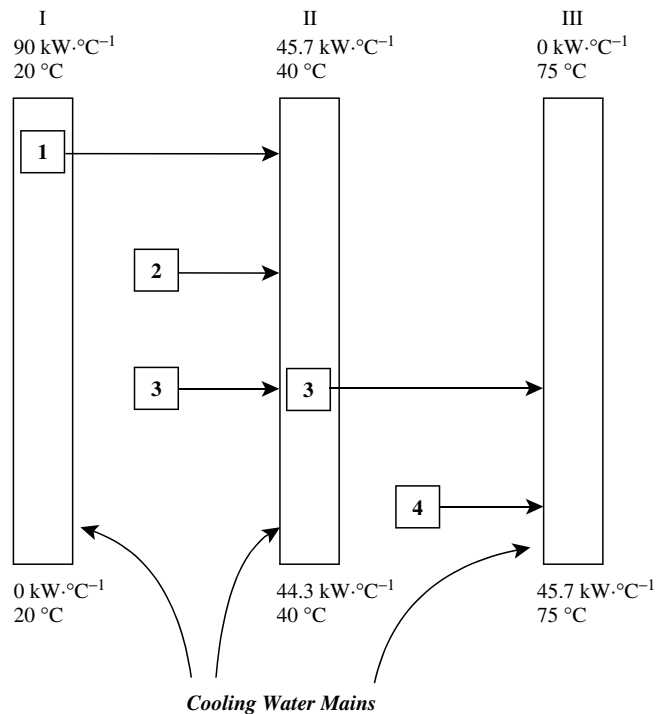 I
90 kW·°C⁻¹
20 °C
II
45.7 kW·°C⁻¹
40 °C
III
0 kW·°C⁻¹
75 °C
1
2
3
3
4
0 kW·°C⁻¹
20 °C
44.3 kW·°C⁻¹
40 °C
45.7 kW·°C⁻¹
75 °C
Cooling Water Mains